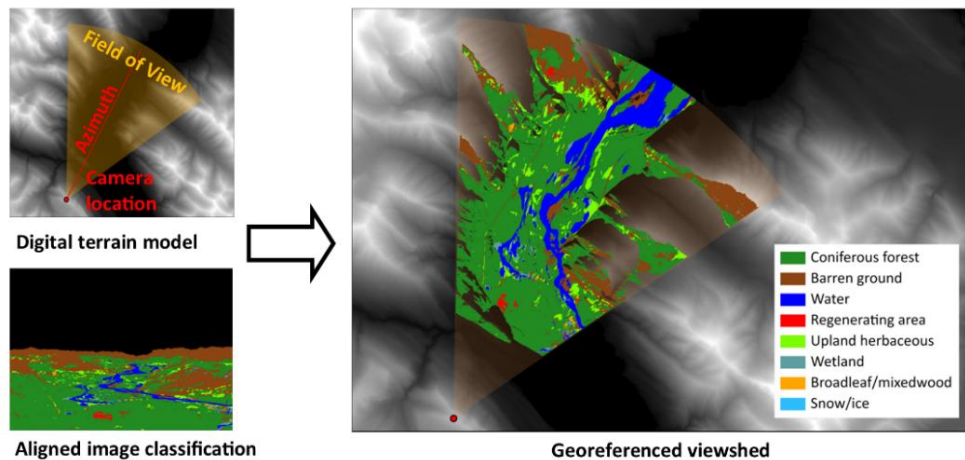 Field of View
Azimuth
Camera
location
Digital terrain model
Aligned image classification
Coniferous forest
Barren ground
Water
Regenerating area
Upland herbaceous
Wetland
Broadleaf/mixedwood
Snow/ice
Georeferenced viewshed